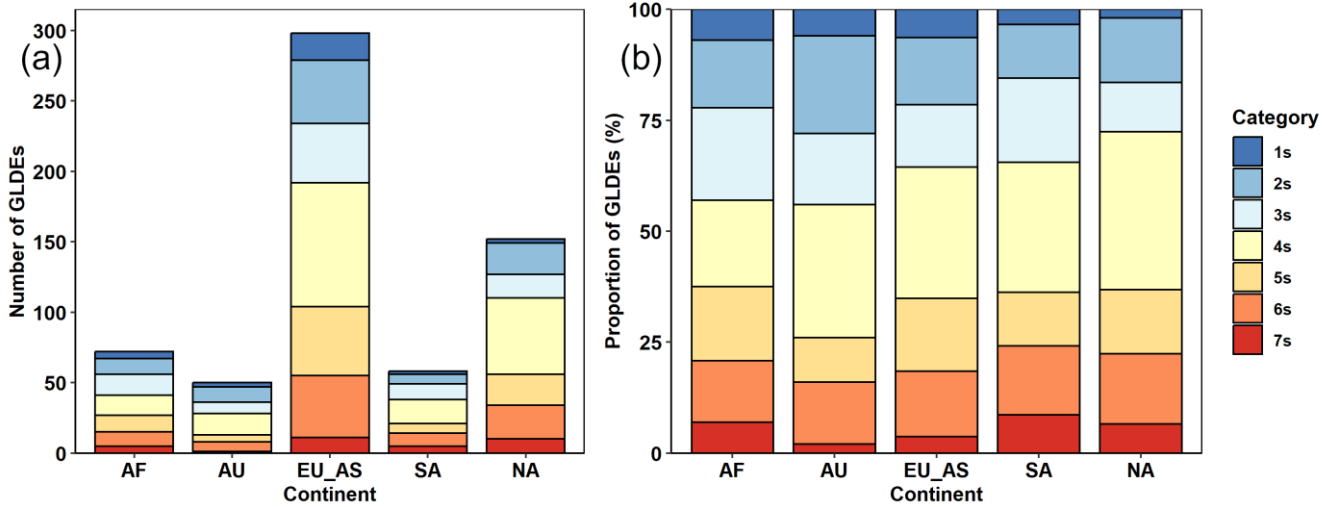 (a)
Number of GLDEs
300
250
200
150
100
50
0
AF AU EU_AS SA NA
Continent
(b)
Proportion of GLDEs (%)
100
75
50
25
0
AF AU EU_AS SA NA
Continent
Category
1s
2s
3s
4s
5s
6s
7s